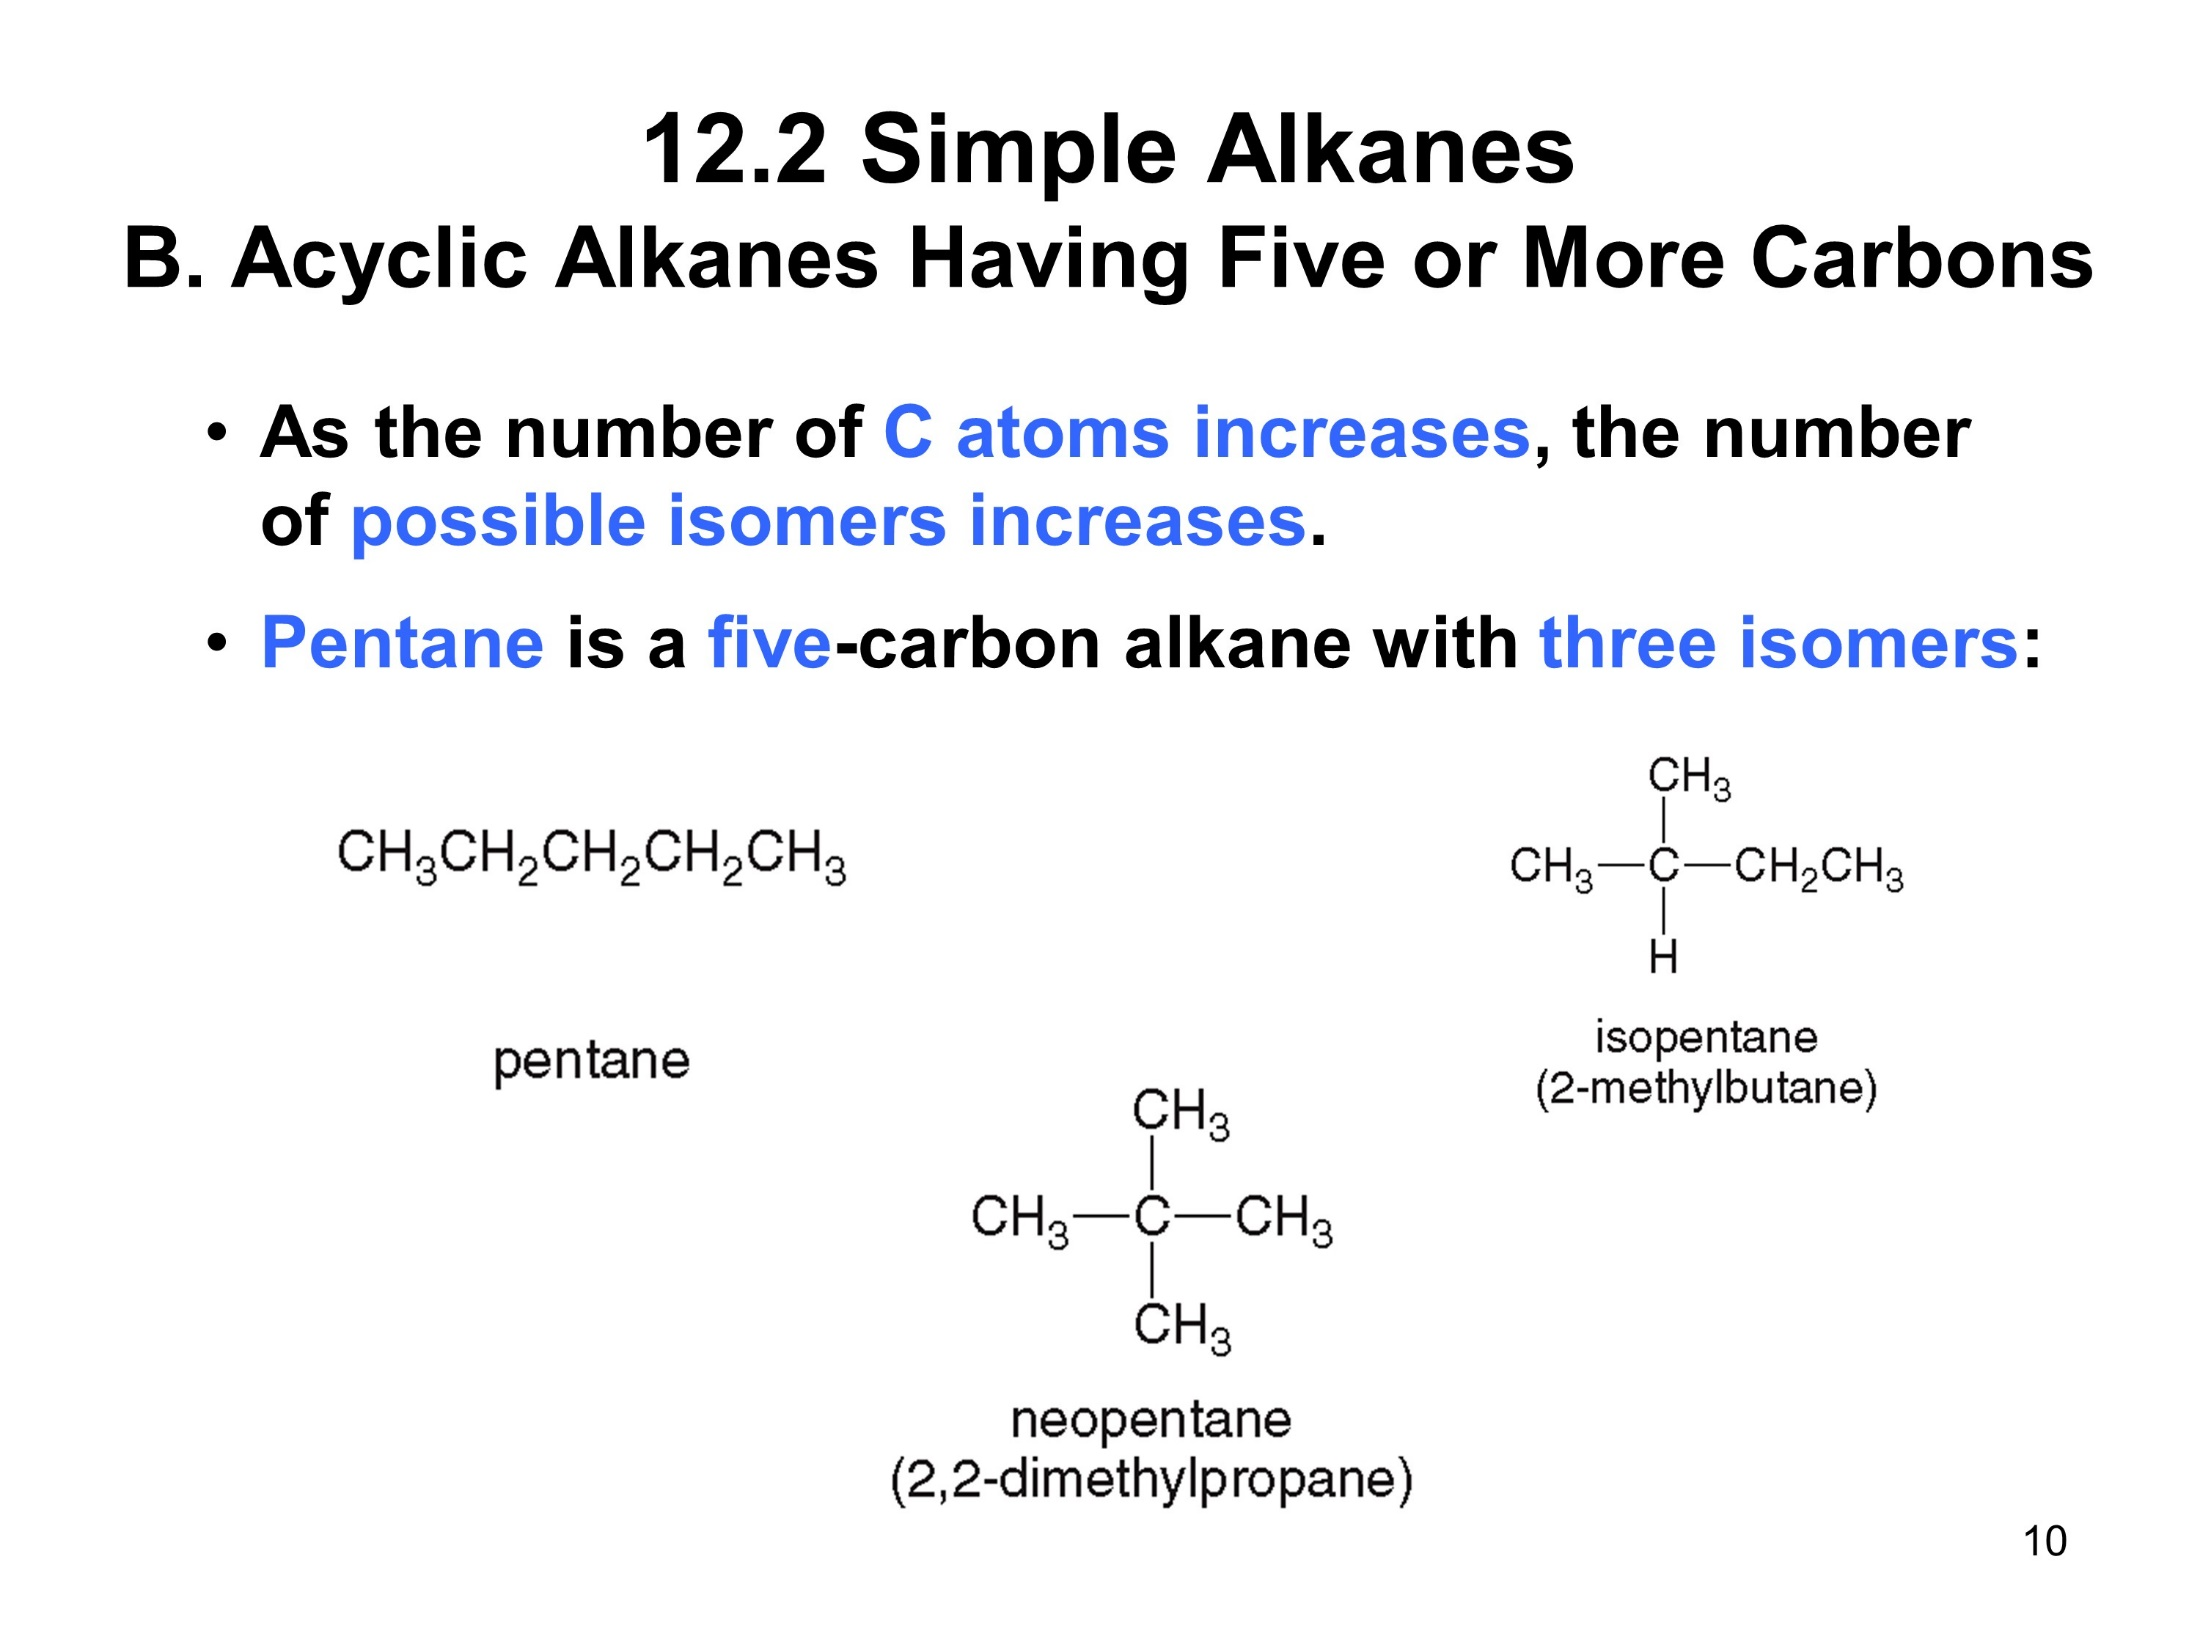 12.2 Simple Alkanes
B. Acyclic Alkanes Having Five or More Carbons
• As the number of C atoms increases, the number
of possible isomers increases.
• Pentane is a five-carbon alkane with three isomers:
CH₃CH₂CH₂CH₂CH₃
pentane
CH₃
CH₃—C—CH₂CH₃
H
isopentane
(2-methylbutane)
CH₃
CH₃—C—CH₃
CH₃
neopentane
(2,2-dimethylpropane)
10